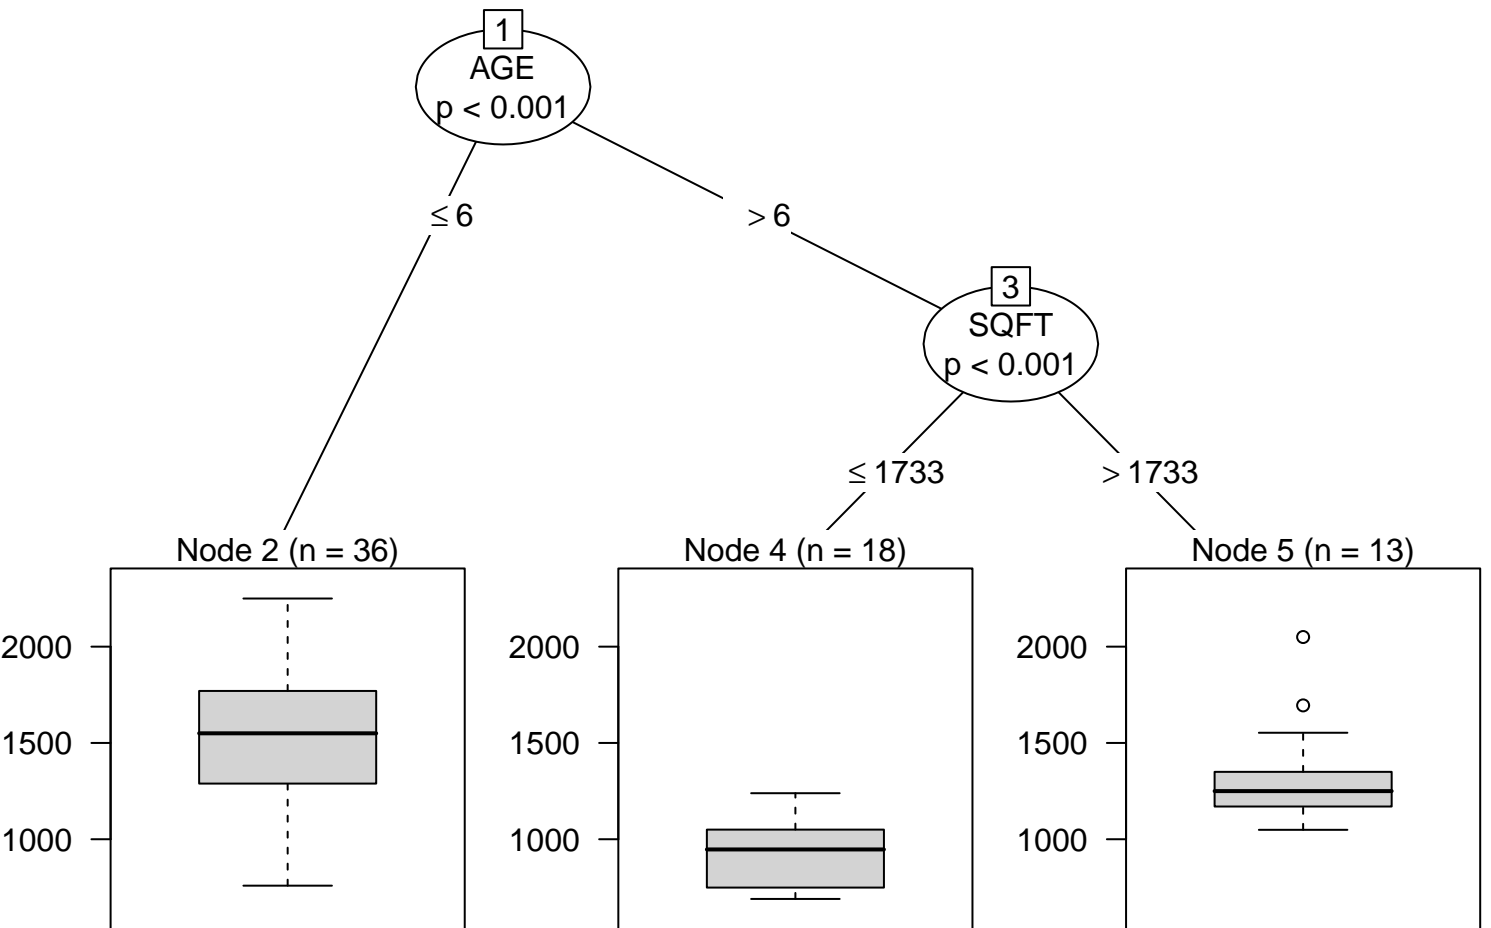 1
AGE
p < 0.001
≤ 6
> 6
3
SQFT
p < 0.001
≤ 1733
> 1733
Node 2 (n = 36)
2000
1500
1000
Node 4 (n = 18)
2000
1500
1000
Node 5 (n = 13)
2000
1500
1000